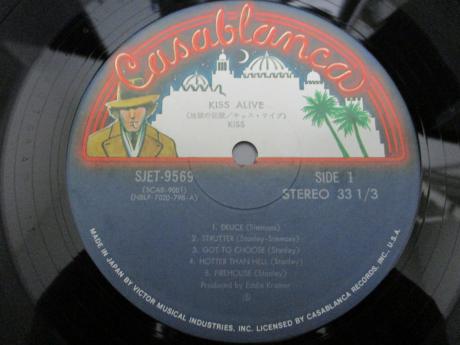 Casablanca
KISS ALIVE
(地獄の狂獣/キッス・アライブ)
KISS
SJET-9569
SIDE 1
(SCAB-9001)
(NBLP-7020-798-A)
STEREO 33 1/3
1. DEUCE (Simmons)
2. STRUTTER (Stanley-Simmons)
3. GOT TO CHOOSE (Stanley)
4. HOTTER THAN HELL (Stanley)
5. FIREHOUSE (Stanley)
Produced by Eddie Kramer
MADE IN JAPAN BY VICTOR MUSICAL INDUSTRIES, INC. LICENSED BY CASABLANCA RECORDS, INC., U.S.A.